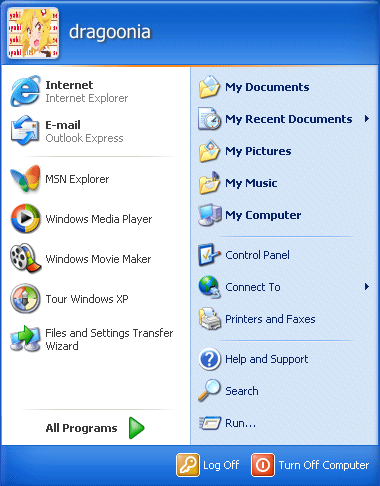 dragoonia
Internet
Internet Explorer
E-mail
Outlook Express
MSN Explorer
Windows Media Player
Windows Movie Maker
Tour Windows XP
Files and Settings Transfer
Wizard
All Programs
My Documents
My Recent Documents
My Pictures
My Music
My Computer
Control Panel
Connect To
Printers and Faxes
Help and Support
Search
Run...
Log Off
Turn Off Computer